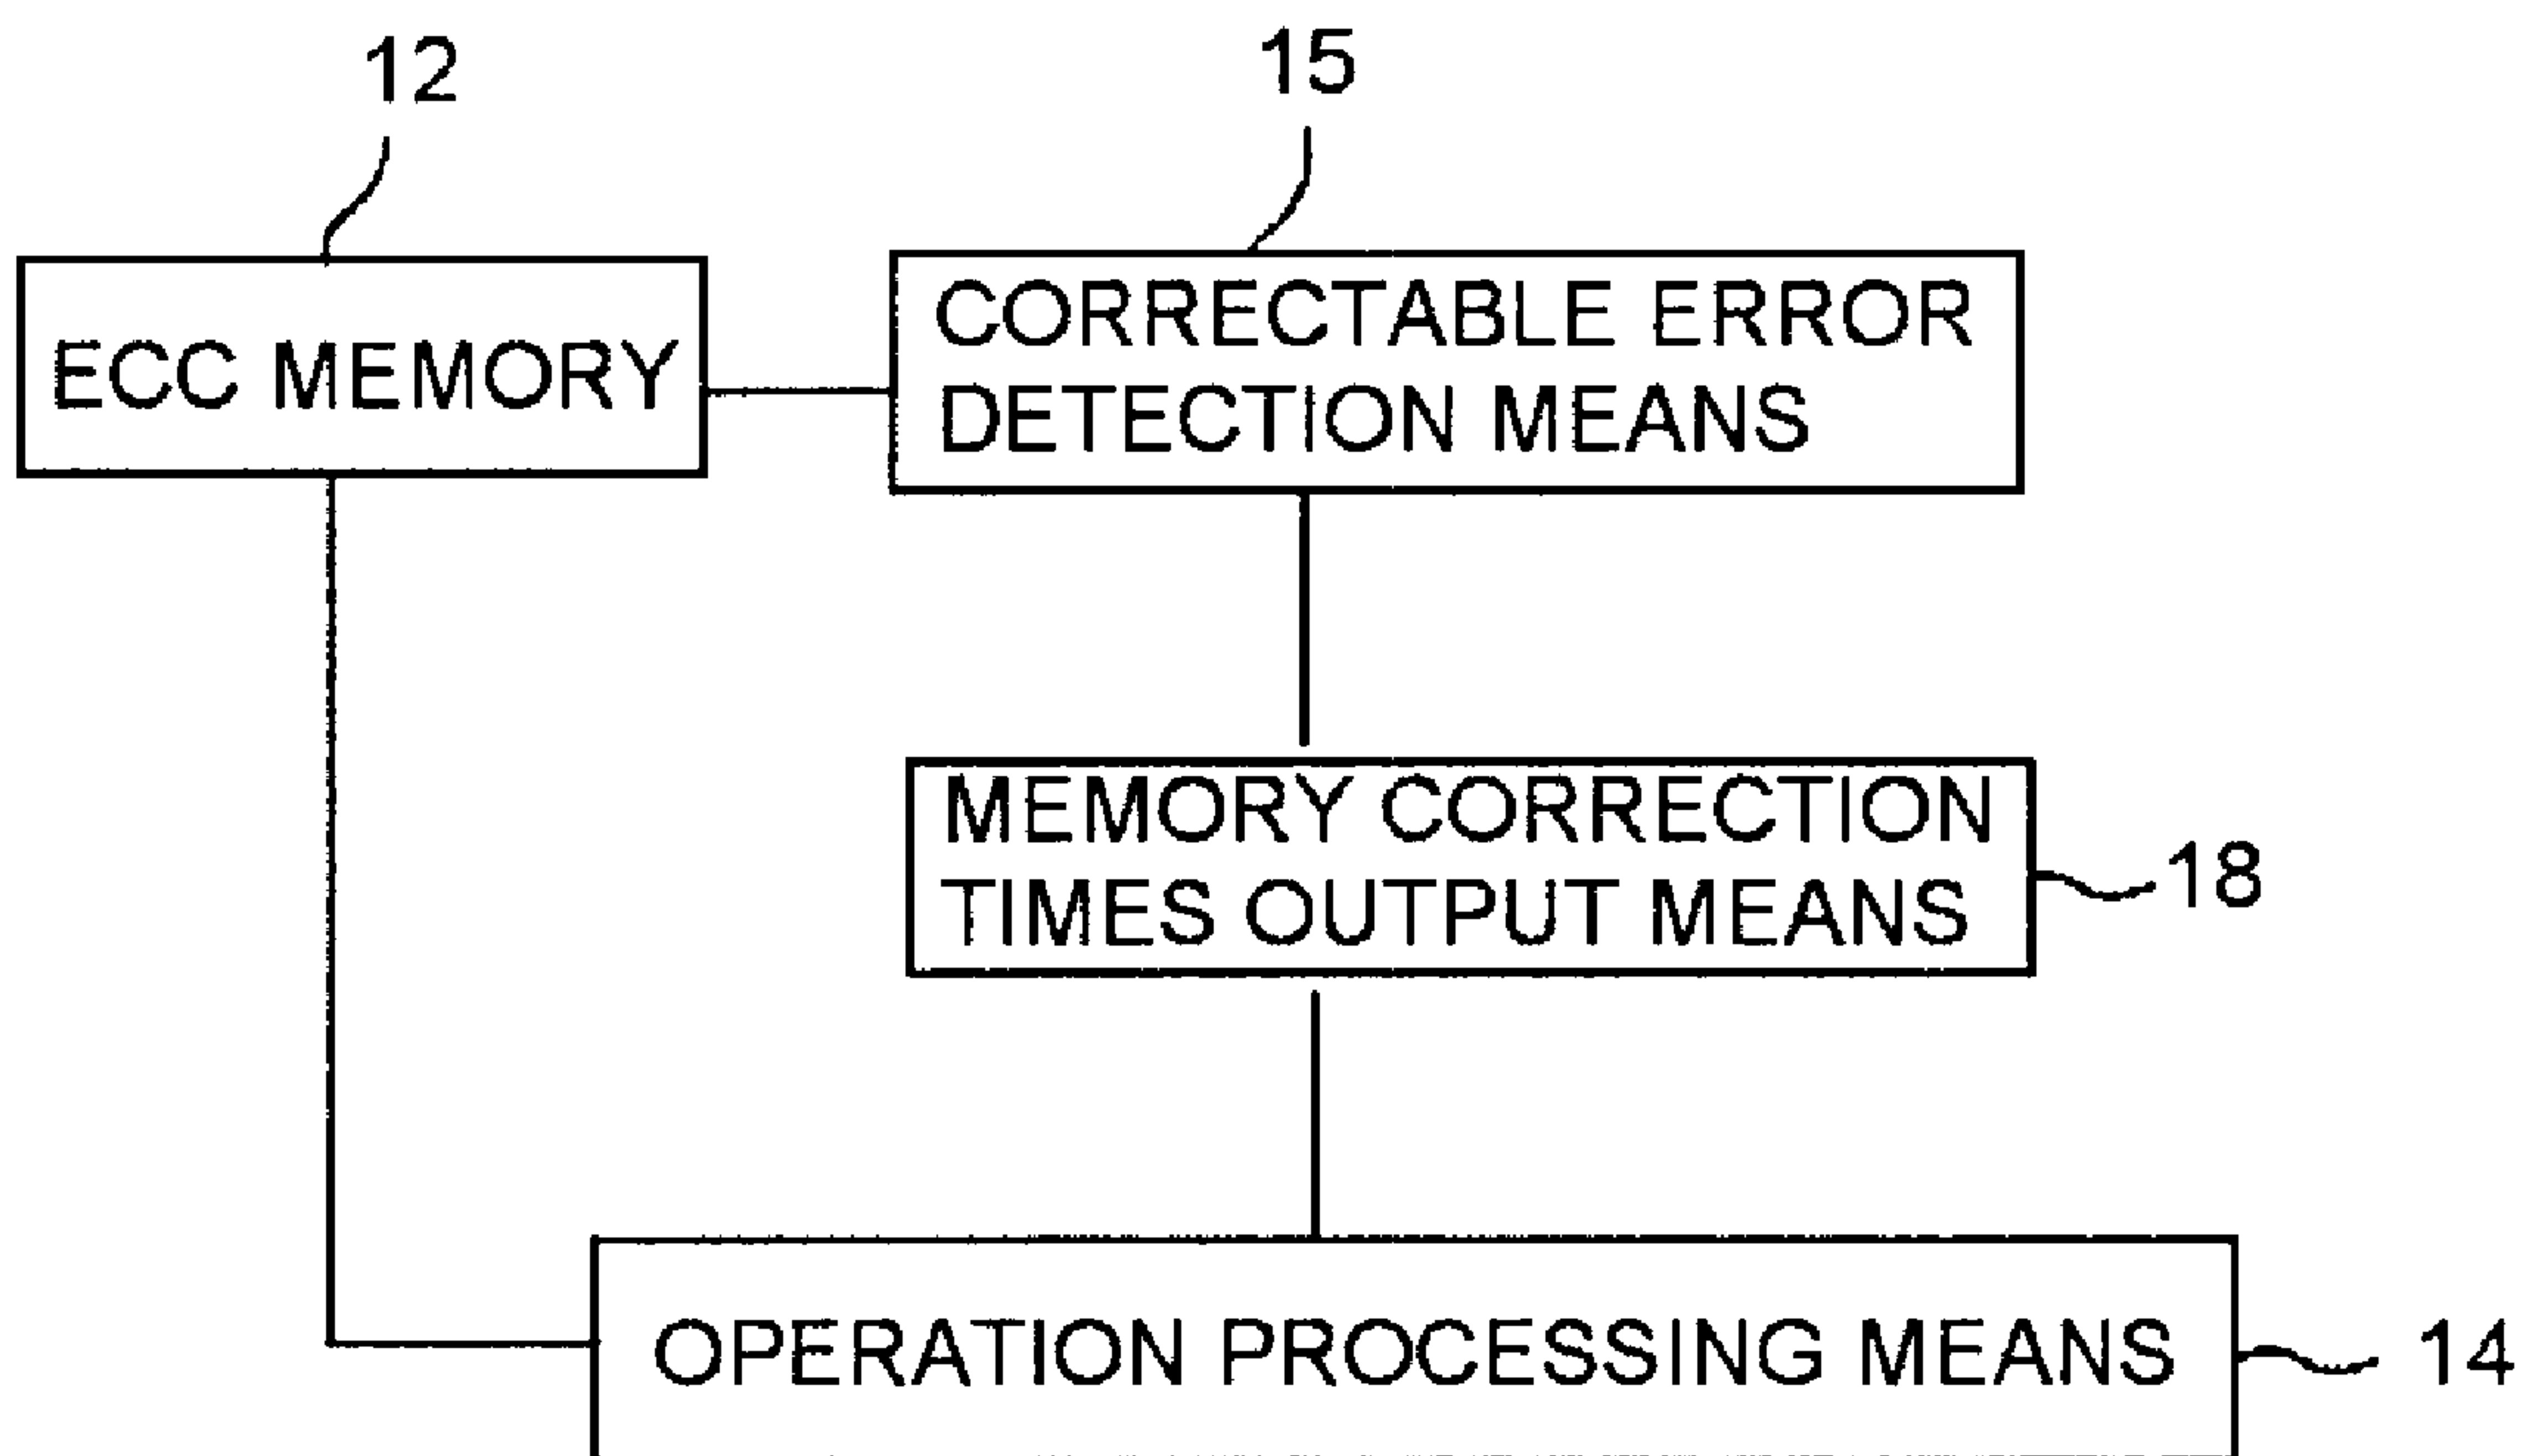 12
15
ECC MEMORY
CORRECTABLE ERROR
DETECTION MEANS
MEMORY CORRECTION
TIMES OUTPUT MEANS
18
OPERATION PROCESSING MEANS
14